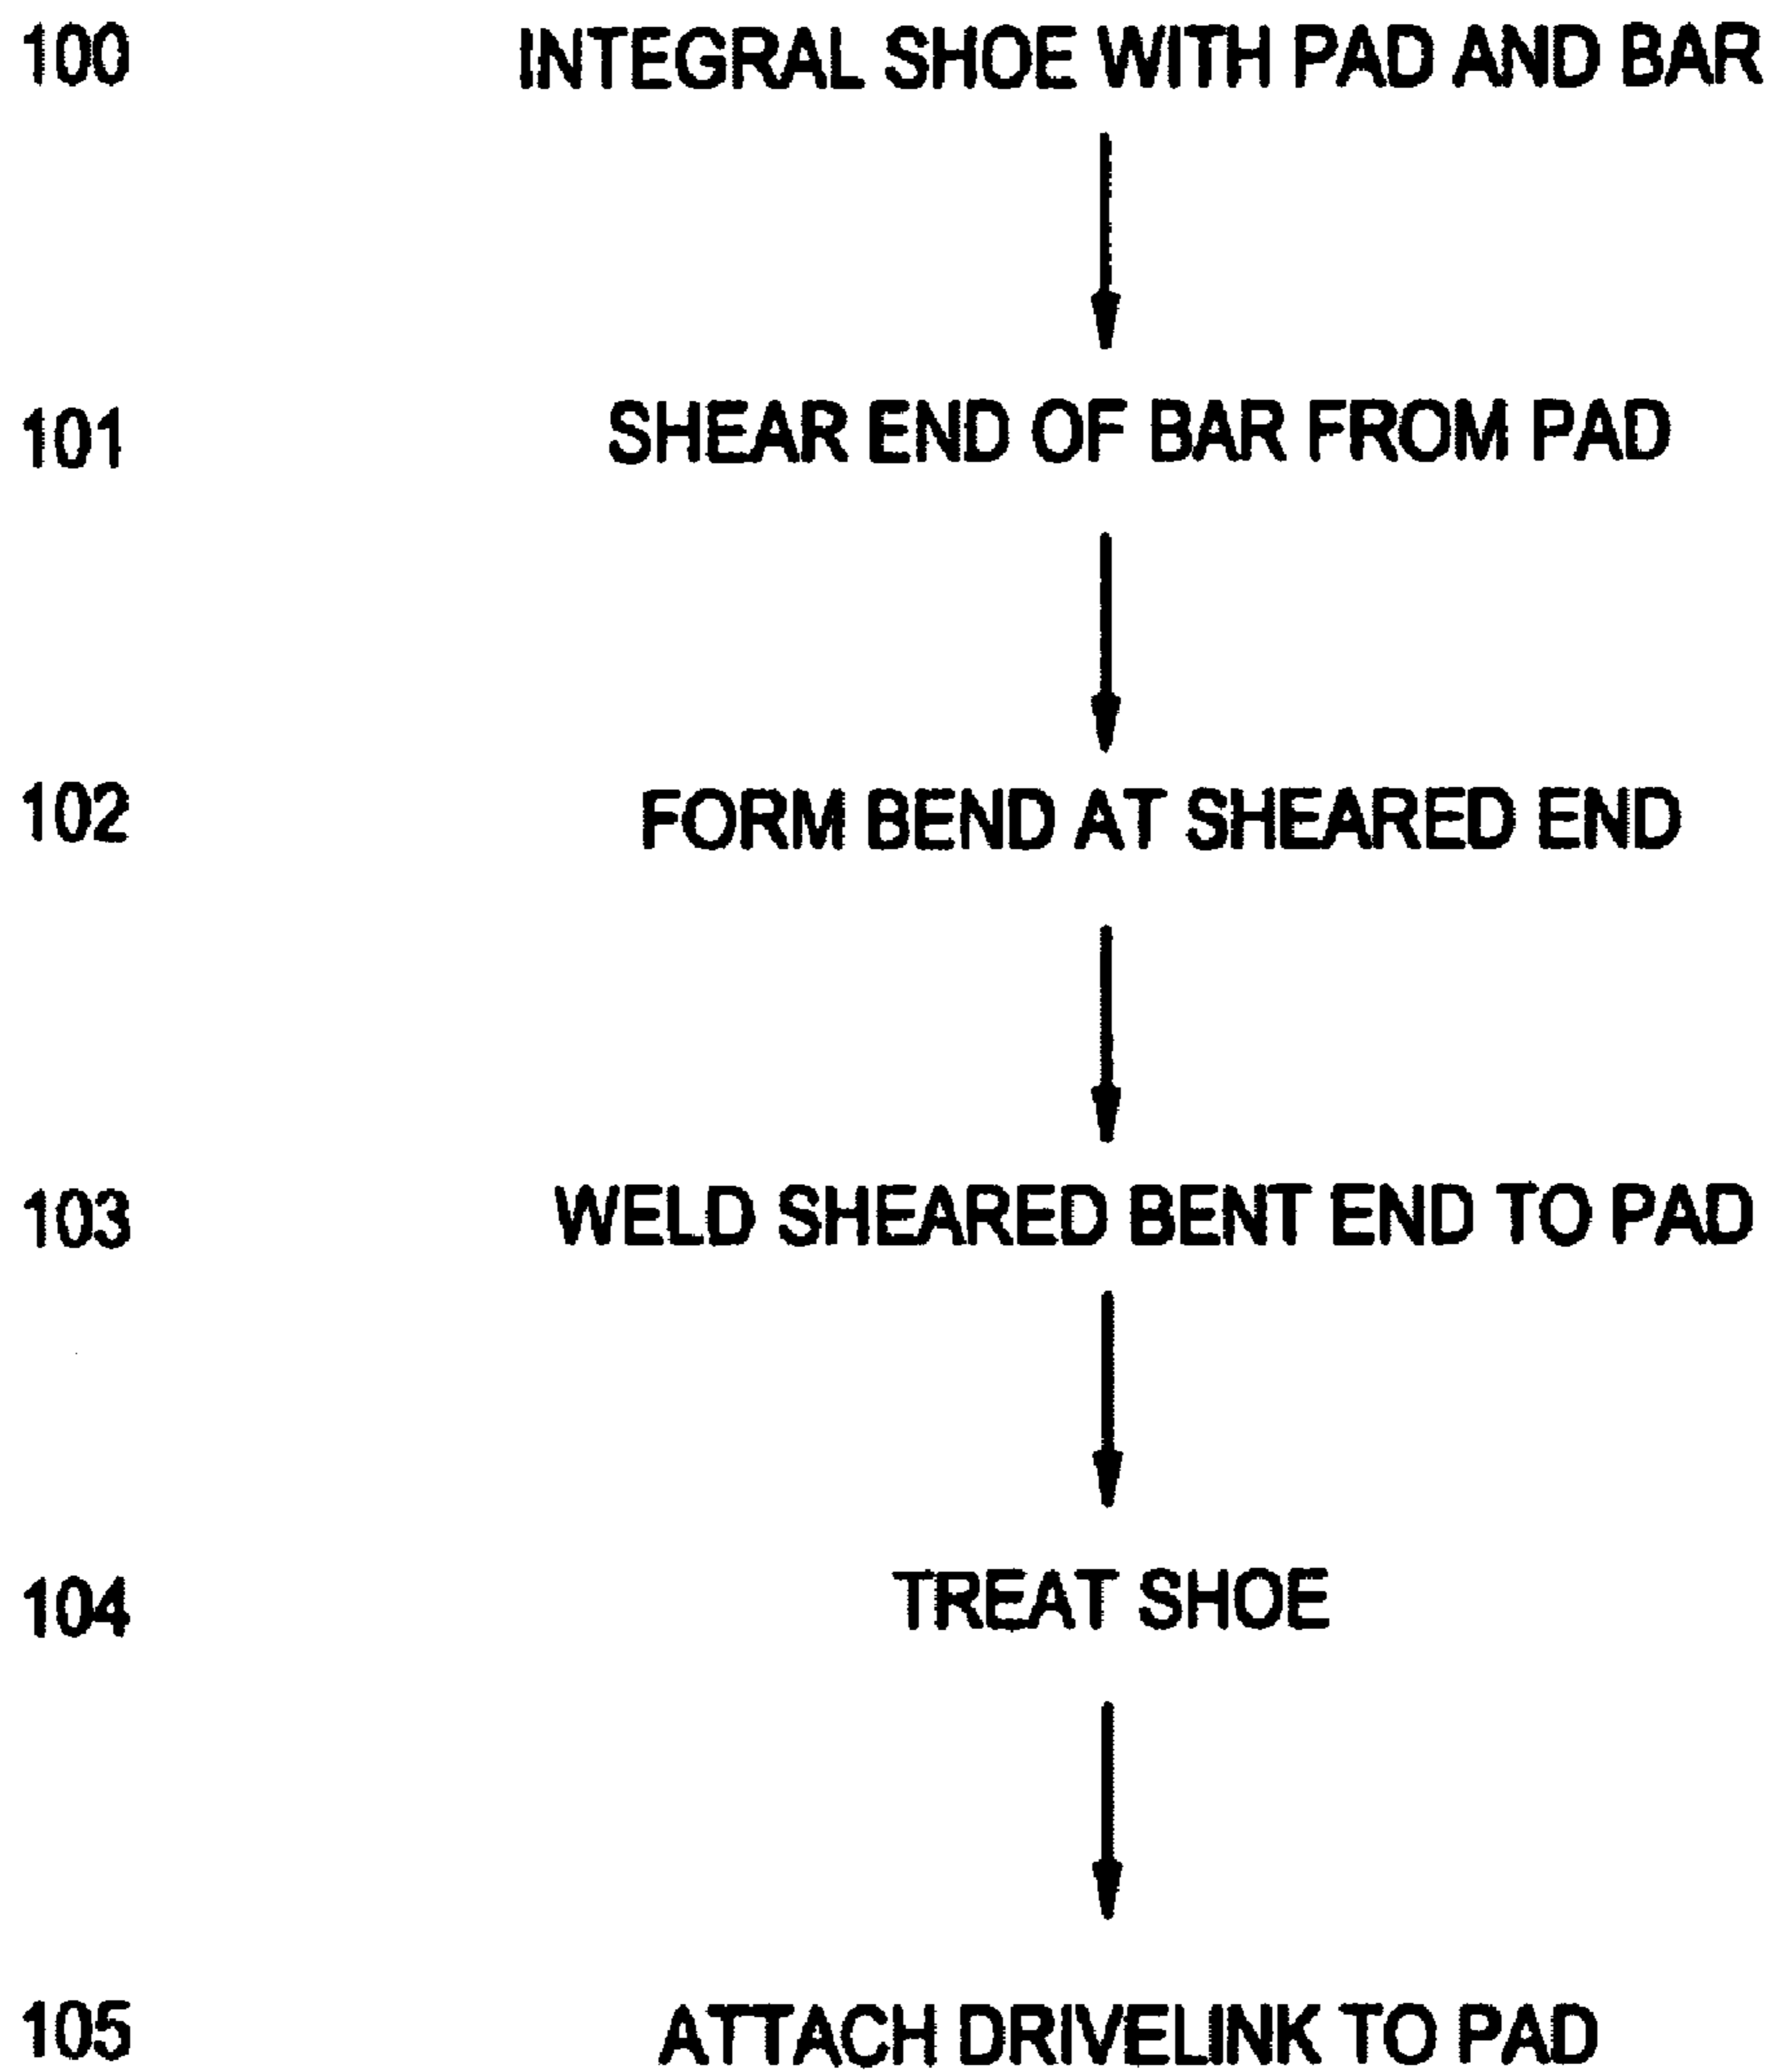 100 INTEGRAL SHOE WITH PAD AND BAR
101 SHEAR END OF BAR FROM PAD
102 FORM BEND AT SHEARED END
103 WELD SHEARED BENT END TO PAD
104 TREAT SHOE
105 ATTACH DRIVELINK TO PAD